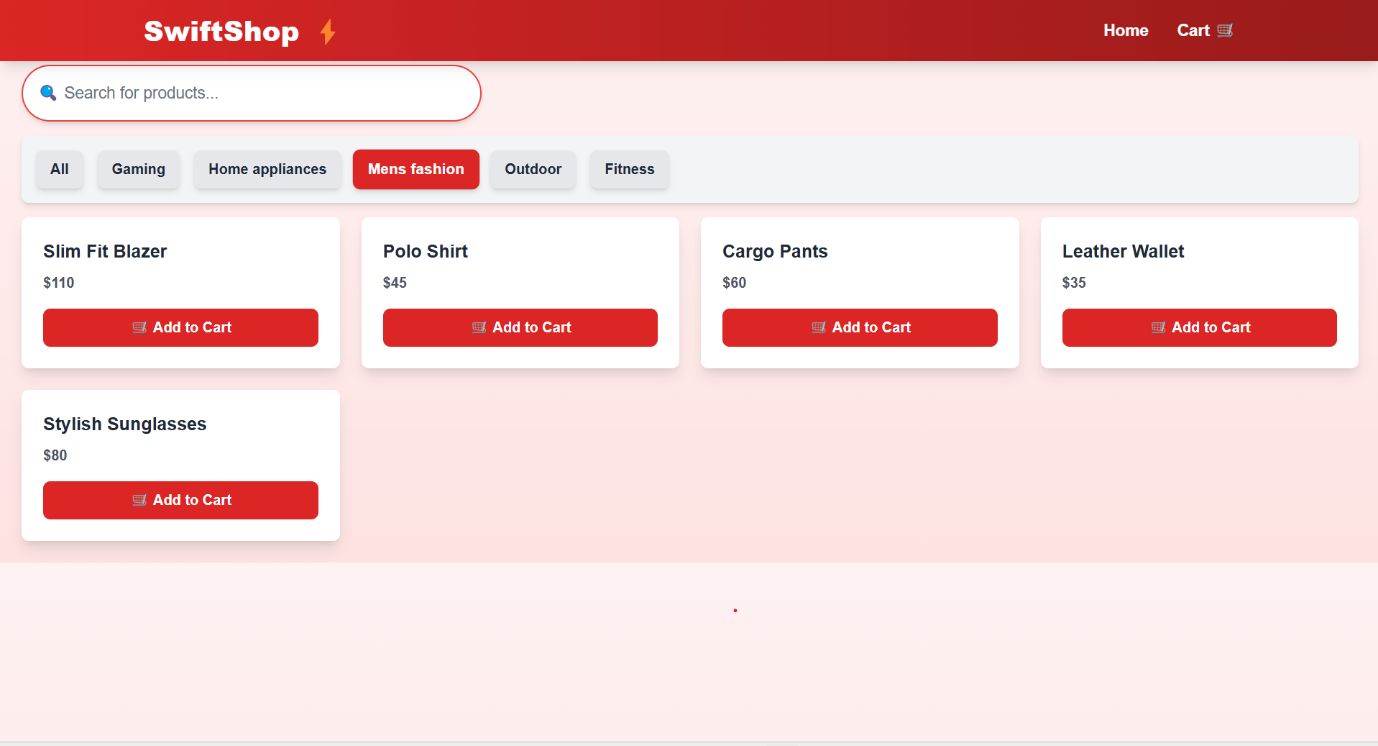 SwiftShop ⚡ Home Cart 🛒
🔍 Search for products...
All Gaming Home appliances Mens fashion Outdoor Fitness
Slim Fit Blazer Polo Shirt Cargo Pants Leather Wallet
$110 $45 $60 $35
🛒 Add to Cart 🛒 Add to Cart 🛒 Add to Cart 🛒 Add to Cart
Stylish Sunglasses
$80
🛒 Add to Cart